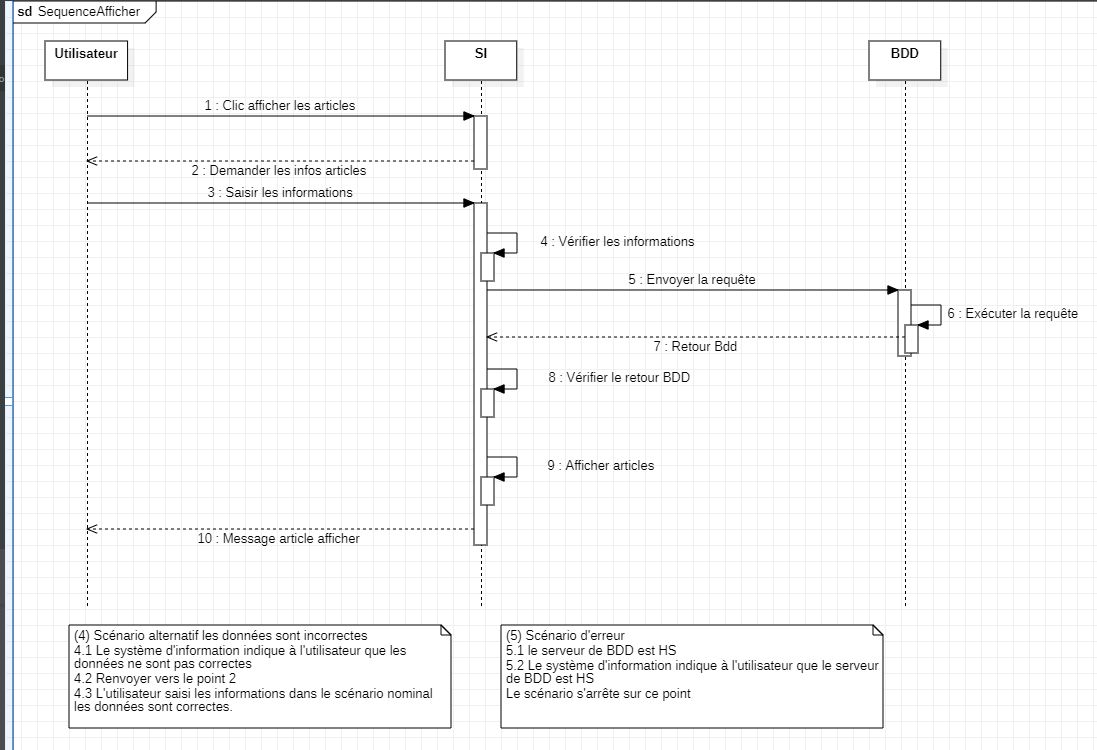 sd SequenceAfficher
Utilisateur
SI
BDD
1 : Clic afficher les articles
2 : Demander les infos articles
3 : Saisir les informations
4 : Vérifier les informations
5 : Envoyer la requête
6 : Exécuter la requête
7 : Retour Bdd
8 : Vérifier le retour BDD
9 : Afficher articles
10 : Message article afficher
(4) Scénario alternatif les données sont incorrectes
4.1 Le système d'information indique à l'utilisateur que les
données ne sont pas correctes
4.2 Renvoyer vers le point 2
4.3 L'utilisateur saisi les informations dans le scénario nominal
les données sont correctes.
(5) Scénario d'erreur
5.1 le serveur de BDD est HS
5.2 Le système d'information indique à l'utilisateur que le serveur
de BDD est HS
Le scénario s'arrête sur ce point